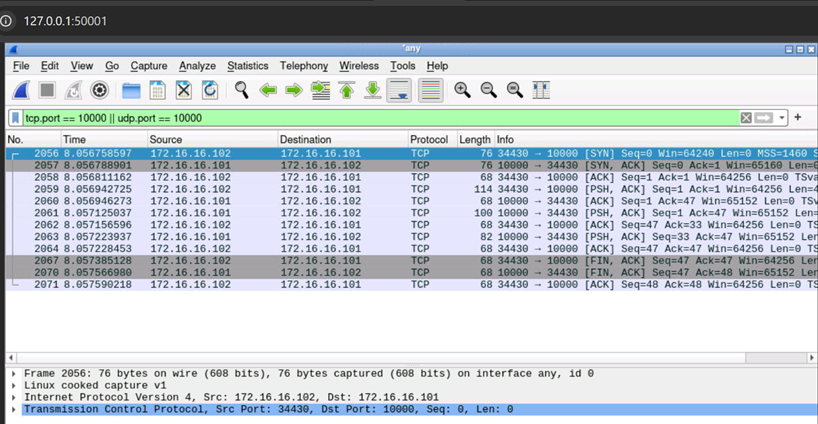 127.0.0.1:50001
*any
File Edit View Go Capture Analyze Statistics Telephony Wireless Tools Help
tcp.port == 10000 || udp.port == 10000
No. Time Source Destination Protocol Length Info
2056 8.056758597 172.16.16.102 172.16.16.101 TCP 76 34430 → 10000 [SYN] Seq=0 Win=64240 Len=0 MSS=1460 S
2057 8.056788901 172.16.16.101 172.16.16.102 TCP 76 10000 → 34430 [SYN, ACK] Seq=0 Ack=1 Win=65160 Len=
2058 8.056811162 172.16.16.102 172.16.16.101 TCP 68 34430 → 10000 [ACK] Seq=1 Ack=1 Win=64256 Len=0 TSva
2059 8.056942725 172.16.16.102 172.16.16.101 TCP 114 34430 → 10000 [PSH, ACK] Seq=1 Ack=1 Win=64256 Len=4
2060 8.056946273 172.16.16.101 172.16.16.102 TCP 68 10000 → 34430 [ACK] Seq=1 Ack=47 Win=65152 Len=0 TSv
2061 8.057125037 172.16.16.101 172.16.16.102 TCP 100 10000 → 34430 [PSH, ACK] Seq=1 Ack=47 Win=65152 Len=
2062 8.057156596 172.16.16.102 172.16.16.101 TCP 68 34430 → 10000 [ACK] Seq=47 Ack=33 Win=64256 Len=0 TS
2063 8.057223937 172.16.16.101 172.16.16.102 TCP 82 10000 → 34430 [PSH, ACK] Seq=33 Ack=47 Win=65152 Len
2064 8.057228453 172.16.16.102 172.16.16.101 TCP 68 34430 → 10000 [ACK] Seq=47 Ack=47 Win=64256 Len=0 TS
2067 8.057385128 172.16.16.102 172.16.16.101 TCP 68 34430 → 10000 [FIN, ACK] Seq=47 Ack=47 Win=64256 Len
2070 8.057566980 172.16.16.101 172.16.16.102 TCP 68 10000 → 34430 [FIN, ACK] Seq=47 Ack=48 Win=65152 Len
2071 8.057590218 172.16.16.102 172.16.16.101 TCP 68 34430 → 10000 [ACK] Seq=48 Ack=48 Win=64256 Len=0 TS
Frame 2056: 76 bytes on wire (608 bits), 76 bytes captured (608 bits) on interface any, id 0
Linux cooked capture v1
Internet Protocol Version 4, Src: 172.16.16.102, Dst: 172.16.16.101
Transmission Control Protocol, Src Port: 34430, Dst Port: 10000, Seq: 0, Len: 0